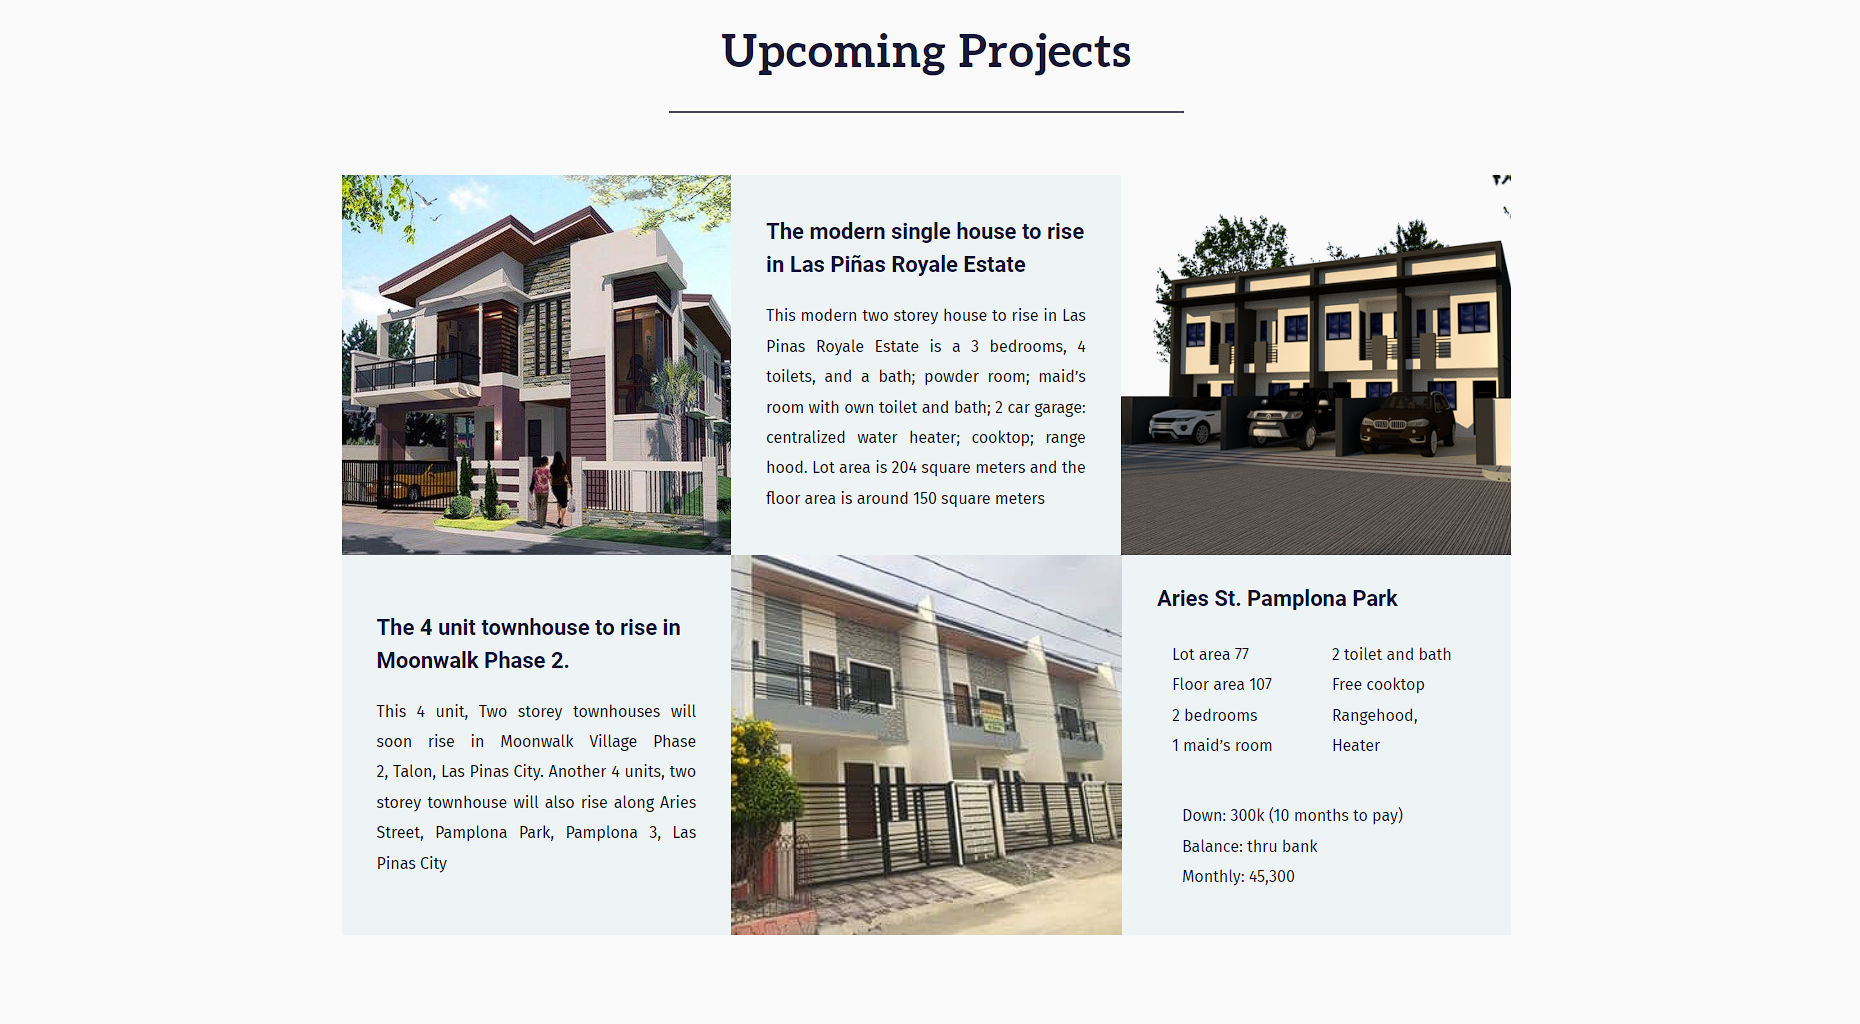 Upcoming Projects
The modern single house to rise
in Las Piñas Royale Estate
This modern two storey house to rise in Las
Pinas Royale Estate is a 3 bedrooms, 4
toilets, and a bath; powder room; maid’s
room with own toilet and bath; 2 car garage:
centralized water heater; cooktop; range
hood. Lot area is 204 square meters and the
floor area is around 150 square meters
The 4 unit townhouse to rise in
Moonwalk Phase 2.
This 4 unit, Two storey townhouses will
soon rise in Moonwalk Village Phase
2, Talon, Las Pinas City. Another 4 units, two
storey townhouse will also rise along Aries
Street, Pamplona Park, Pamplona 3, Las
Pinas City
Aries St. Pamplona Park
Lot area 77
Floor area 107
2 bedrooms
1 maid’s room
2 toilet and bath
Free cooktop
Rangehood,
Heater
Down: 300k (10 months to pay)
Balance: thru bank
Monthly: 45,300